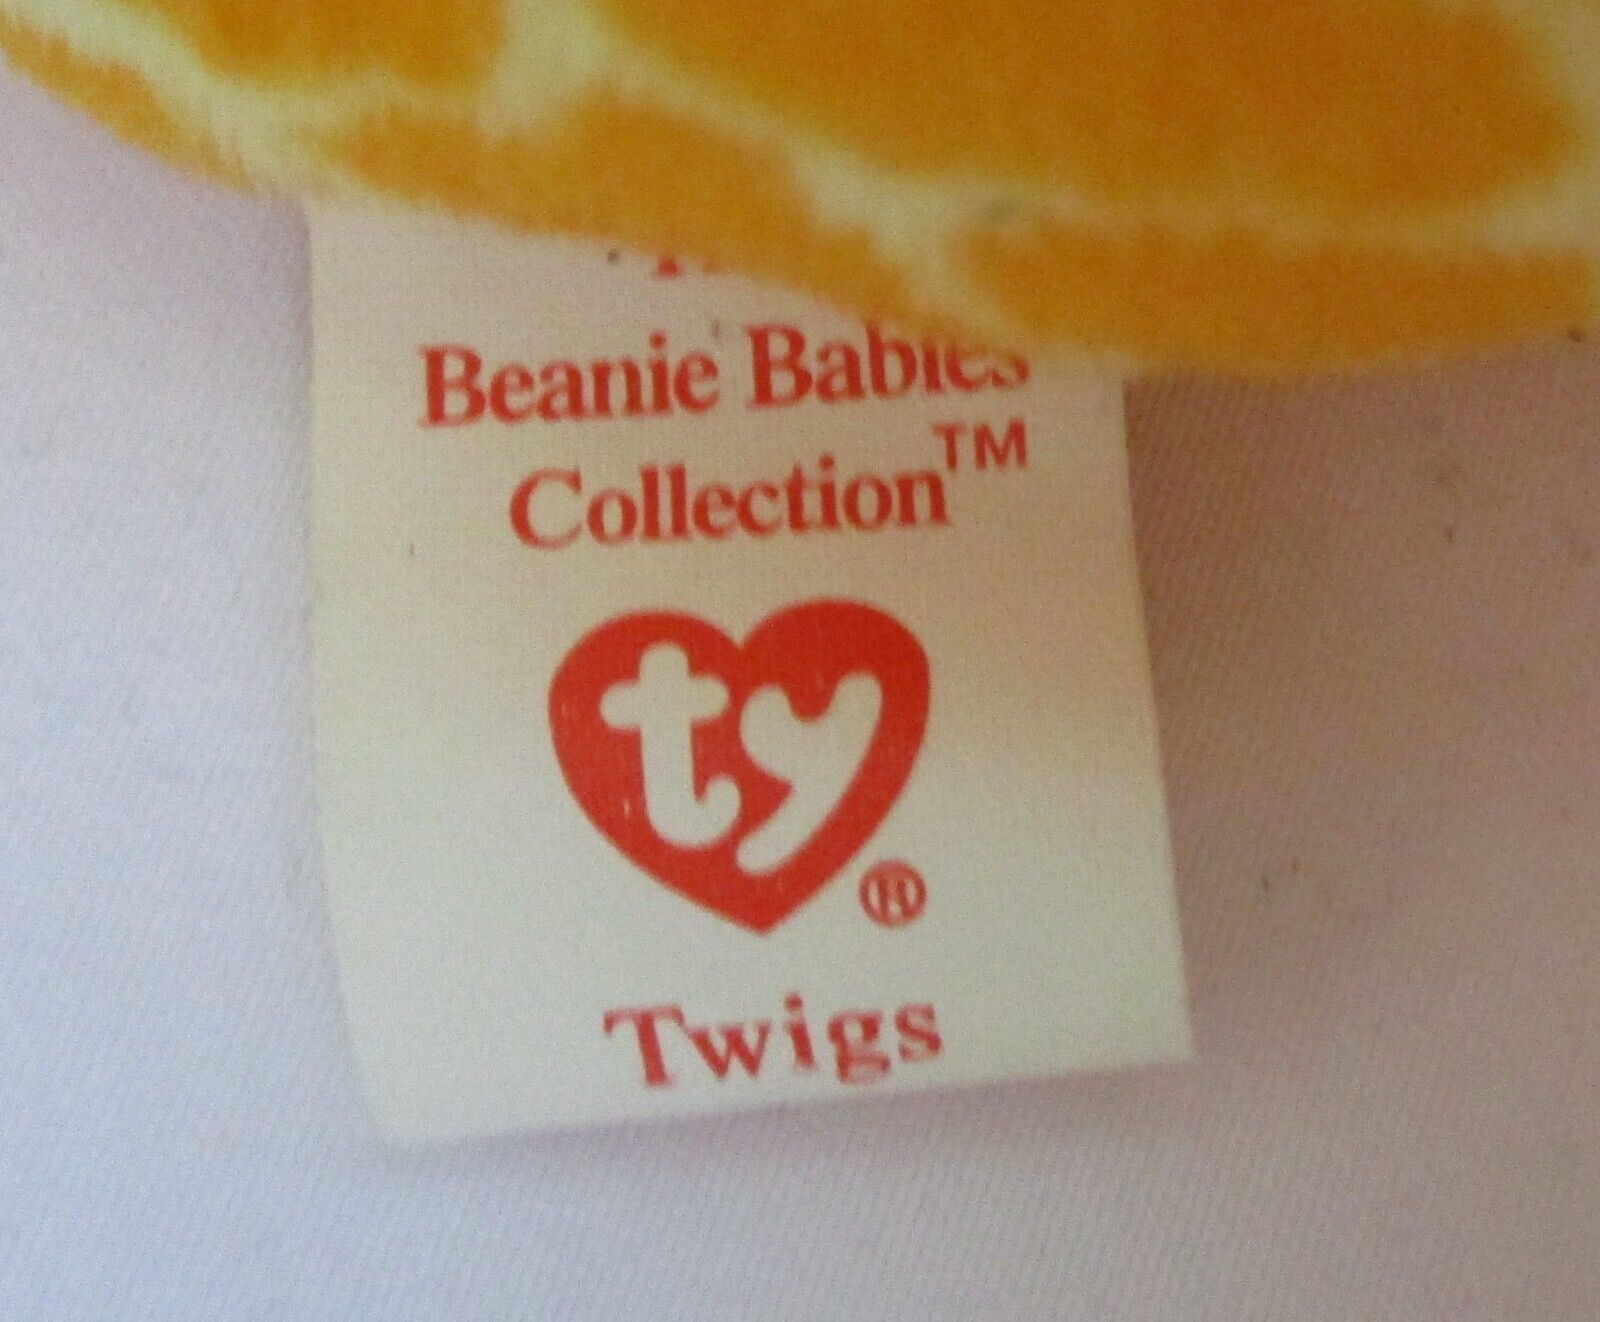 Beanie Babies
Collection™
ty®
Twigs